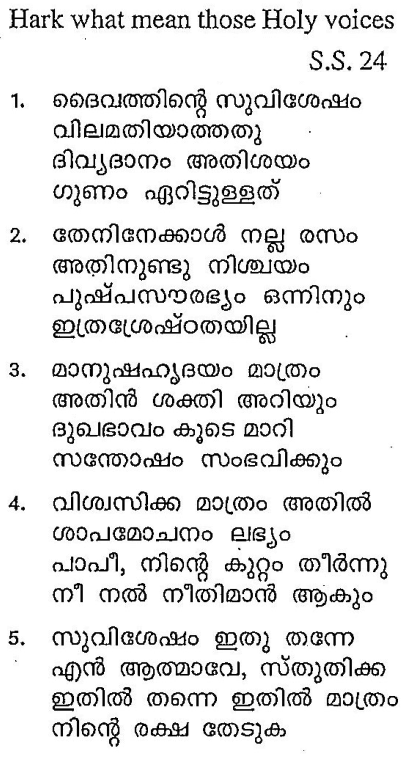 Hark what mean those Holy voices
S.S. 24
1. ദൈവത്തിന്റെ സുവിശേഷം
വിലമതിയാത്തതു
ദിവ്യദാനം അതിശയം
ഗുണം ഏറിട്ടുള്ളത്
2. തേനിനേക്കാൾ നല്ല രസം
അതിനുണ്ടു നിശ്ചയം
പുഷ്പസൗരഭ്യം ഒന്നിനും
ഇത്രശ്രേഷ്ഠതയില്ല
3. മാനുഷഹൃദയം മാത്രം
അതിൻ ശക്തി അറിയും
ദുഖഭാവം കൂടെ മാറി
സന്തോഷം സംഭവിക്കും
4. വിശ്വസിക്ക മാത്രം അതിൽ
ശാപമോചനം ലഭ്യം
പാപീ, നിന്റെ കുറ്റം തീർന്നു
നീ നൽ നീതിമാൻ ആകും
5. സുവിശേഷം ഇതു തന്നേ
എൻ ആത്മാവേ, സ്തുതിക്ക
ഇതിൽ തന്നെ ഇതിൽ മാത്രം
നിന്റെ രക്ഷ തേടുക